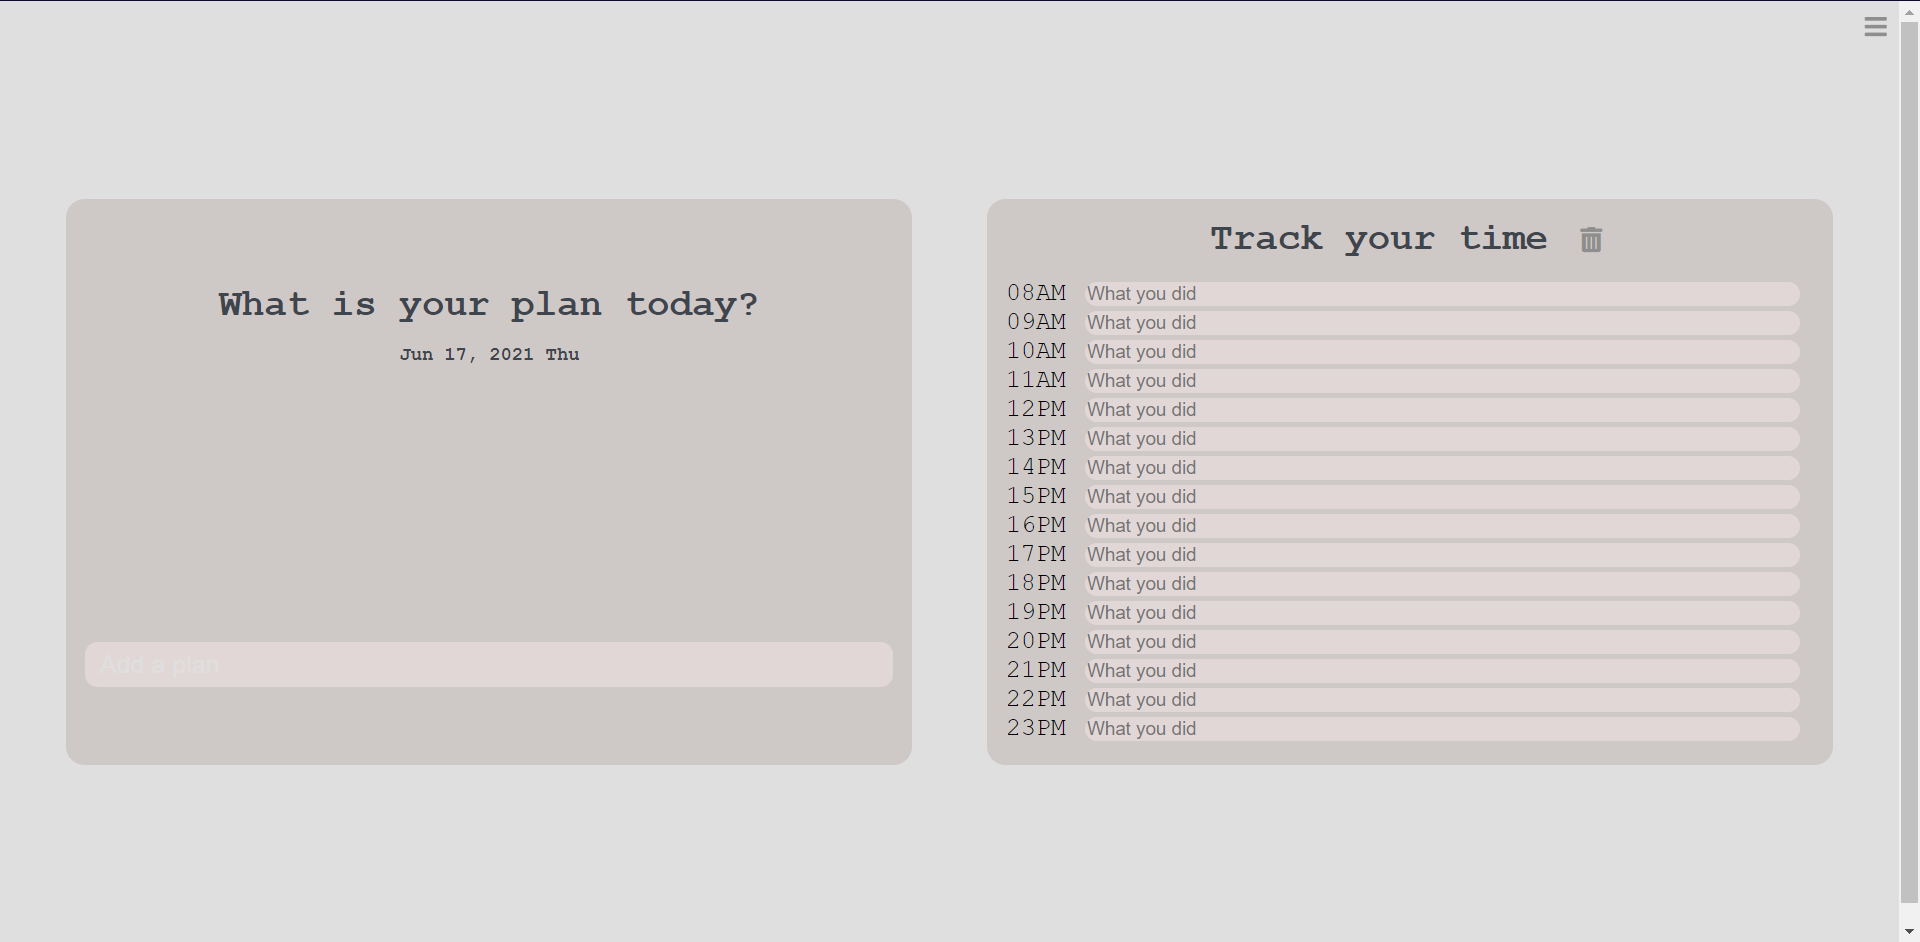 What is your plan today?
Jun 17, 2021 Thu
Add a plan
Track your time
08AM What you did
09AM What you did
10AM What you did
11AM What you did
12PM What you did
13PM What you did
14PM What you did
15PM What you did
16PM What you did
17PM What you did
18PM What you did
19PM What you did
20PM What you did
21PM What you did
22PM What you did
23PM What you did